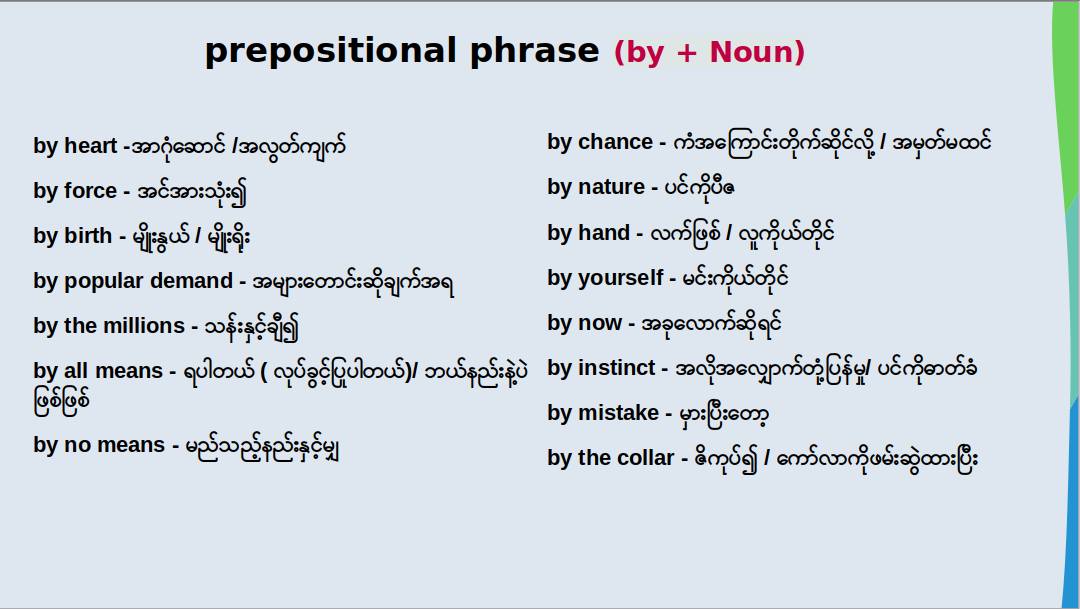 prepositional phrase (by + Noun)
by heart -အာဂုံဆောင် /အလွတ်ကျက်
by force - အင်အားသုံး၍
by birth - မျိုးနွယ် / မျိုးရိုး
by popular demand - အများတောင်းဆိုချက်အရ
by the millions - သန်းနှင့်ချီ၍
by all means - ရပါတယ် ( လုပ်ခွင့်ပြုပါတယ်)/ ဘယ်နည်းနဲ့ပဲ
ဖြစ်ဖြစ်
by no means - မည်သည့်နည်းနှင့်မျှ
by chance - ကံအကြောင်းတိုက်ဆိုင်လို့ / အမှတ်မထင်
by nature - ပင်ကိုပီဇ
by hand - လက်ဖြစ် / လူကိုယ်တိုင်
by yourself - မင်းကိုယ်တိုင်
by now - အခုလောက်ဆိုရင်
by instinct - အလိုအလျှောက်တုံ့ပြန်မှု/ ပင်ကိုဓာတ်ခံ
by mistake - မှားပြီးတော့
by the collar - ဇိကုပ်၍ / ကော်လာကိုဖမ်းဆွဲထားပြီး